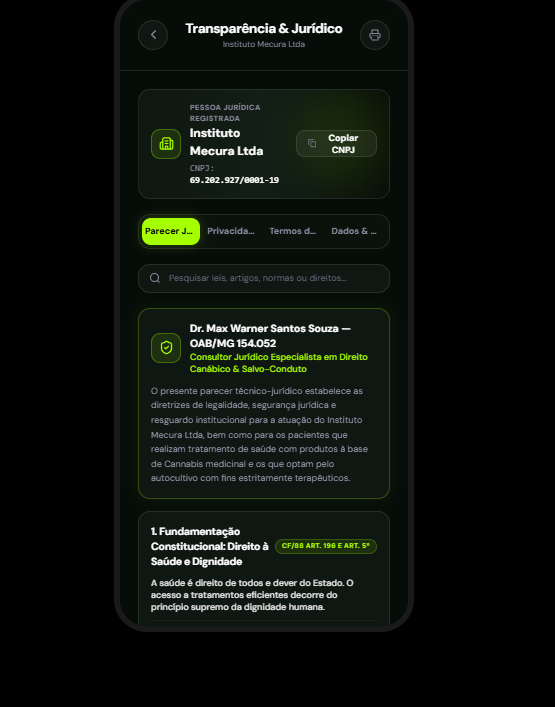 Transparência & Jurídico
Instituto Mecura Ltda
PESSOA JURÍDICA
REGISTRADA
Instituto
Mecura Ltda
CNPJ:
69.202.927/0001-19
Copiar
CNPJ
Parecer J...
Privacida...
Termos d...
Dados & ...
Pesquisar leis, artigos, normas ou direitos...
Dr. Max Warner Santos Souza —
OAB/MG 154.052
Consultor Jurídico Especialista em Direito
Canábico & Salvo-Conduto
O presente parecer técnico-jurídico estabelece as
diretrizes de legalidade, segurança jurídica e
resguardo institucional para a atuação do Instituto
Mecura Ltda, bem como para os pacientes que
realizam tratamento de saúde com produtos à base
de Cannabis medicinal e os que optam pelo
autocultivo com fins estritamente terapêuticos.
1. Fundamentação
Constitucional: Direito à
Saúde e Dignidade
CF/88 ART. 196 E ART. 5º
A saúde é direito de todos e dever do Estado. O
acesso a tratamentos eficientes decorre do
princípio supremo da dignidade humana.